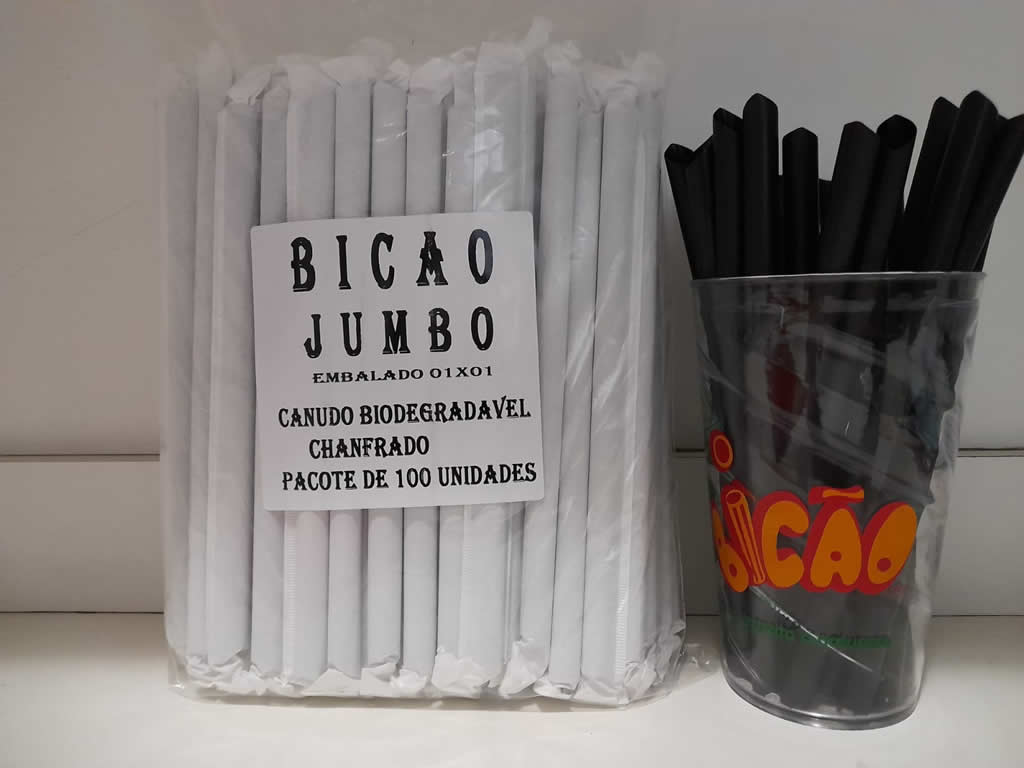 BICAO
JUMBO
EMBALADO 01X01
CANUDO BIODEGRADAVEL
CHANFRADO
PACOTE DE 100 UNIDADES
BICÃO